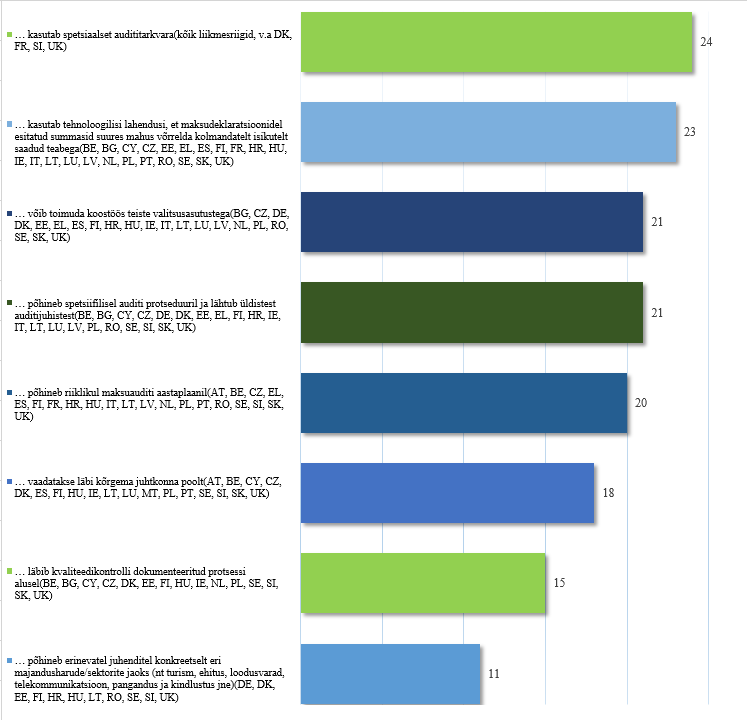 … kasutab spetsiaalset audititarkvara(kõik liikmesriigid, v.a DK,
FR, SI, UK)
24
… kasutab tehnoloogilisi lahendusi, et maksudeklaratsioonidel
esitatud summasid suures mahus võrrelda kolmandatelt isikutelt
saadud teabega(BE, BG, CY, CZ, EE, EL, ES, FI, FR, HR, HU,
IE, IT, LT, LU, LV, NL, PL, PT, RO, SE, SK, UK)
23
… võib toimuda koostöös teiste valitsusasutustega(BG, CZ, DE,
DK, EE, EL, ES, FI, HR, HU, IE, IT, LT, LU, LV, NL, PL, RO,
SE, SK, UK)
21
… põhineb spetsiifilisel auditi protseduuril ja lähtub üldistest
auditijuhistest(BE, BG, CY, CZ, DE, DK, EE, EL, FI, HR, IE,
IT, LT, LU, LV, PL, RO, SE, SI, SK, UK)
21
… põhineb riiklikul maksuauditi aastaplaanil(AT, BE, CZ, EL,
ES, FI, FR, HR, HU, IT, LT, LV, NL, PL, PT, RO, SE, SI, SK,
UK)
20
… vaadatakse läbi kõrgema juhtkonna poolt(AT, BE, CY, CZ,
DK, ES, FI, HU, IE, LT, LU, MT, PL, PT, SE, SI, SK, UK)
18
… läbib kvaliteedikontrolli dokumenteeritud protsessi
alusel(BE, BG, CY, CZ, DK, EE, FI, HU, IE, NL, PL, SE, SI,
SK, UK)
15
… põhineb erinevatel juhenditel konkreetselt eri
majandusharude/sektorite jaoks (nt turism, ehitus, loodusvarad,
telekommunikatsioon, pangandus ja kindlustus jne)(DE, DK,
EE, FI, HR, HU, LT, RO, SE, SI, UK)
11